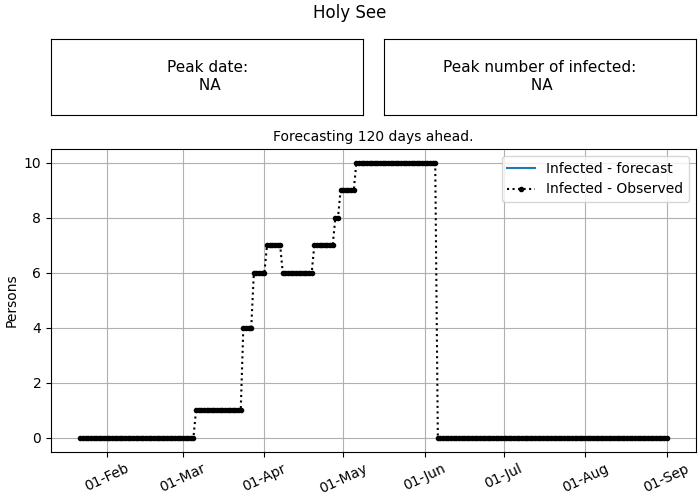 Holy See
Peak date:
NA
Peak number of infected:
NA
Forecasting 120 days ahead.
Infected - forecast
Infected - Observed
Persons
10
8
6
4
2
0
01-Feb
01-Mar
01-Apr
01-May
01-Jun
01-Jul
01-Aug
01-Sep